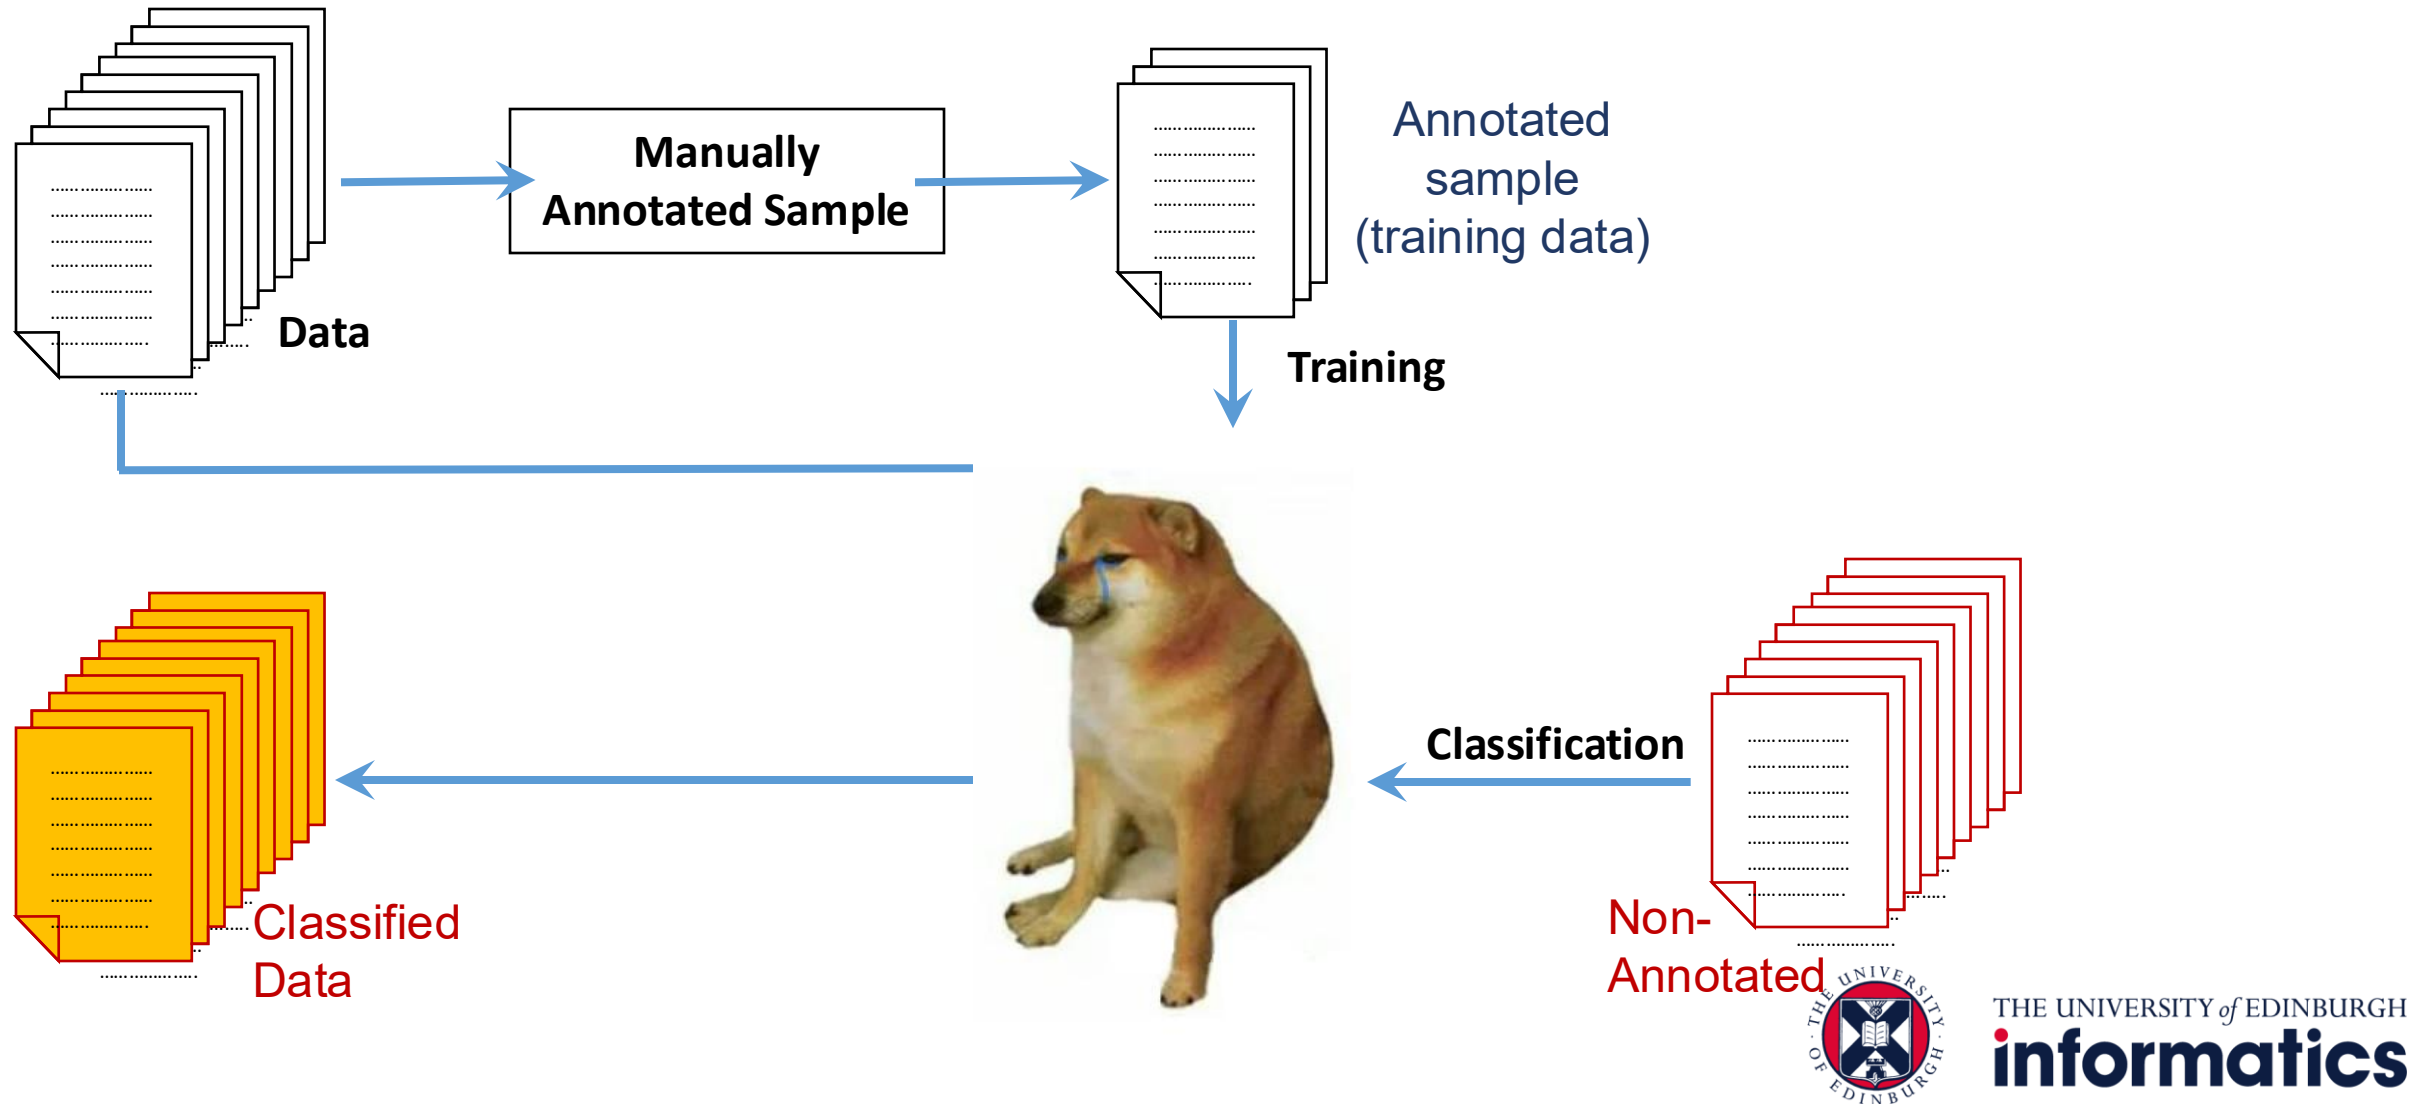 Manually
Annotated Sample
Annotated
sample
(training data)
Data
Training
Classification
Classified
Data
Non-
Annotated
THE UNIVERSITY OF EDINBURGH
THE UNIVERSITY of EDINBURGH
informatics